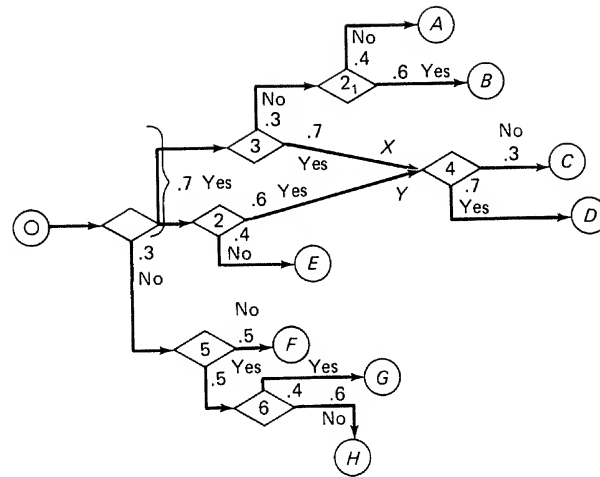 No
A
.4
2₁
.6 Yes
B
No
.3
3
.7
Yes
X
No
4
.3
C
.7
Yes
D
.7 Yes
.6 Yes
Y
O
2
.4
No
E
.3
No
No
5
.5
F
.5
Yes
Yes
G
6
.4
.6
No
H